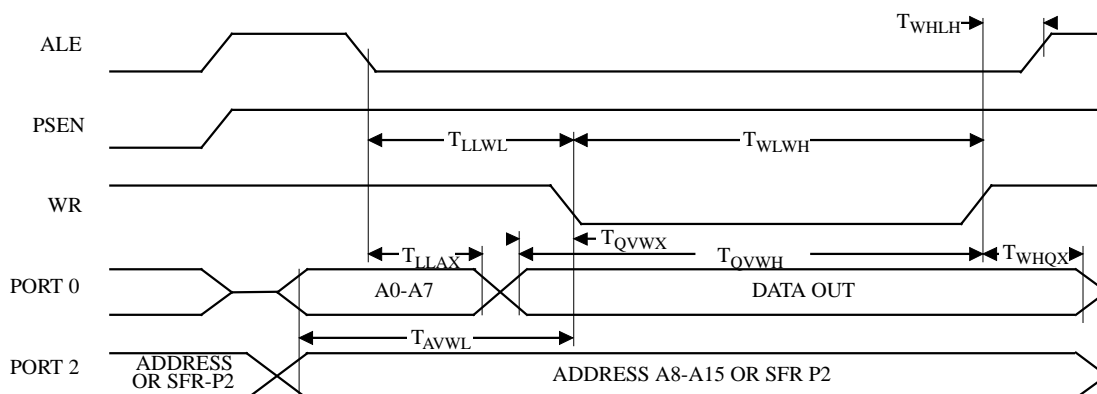 T_WHLH
ALE
PSEN
T_LLWL
T_WLWH
WR
T_QVWX
T_LLAX
T_QVWH
T_WHQX
PORT 0
A0-A7
DATA OUT
T_AVWL
PORT 2
ADDRESS
OR SFR-P2
ADDRESS A8-A15 OR SFR P2